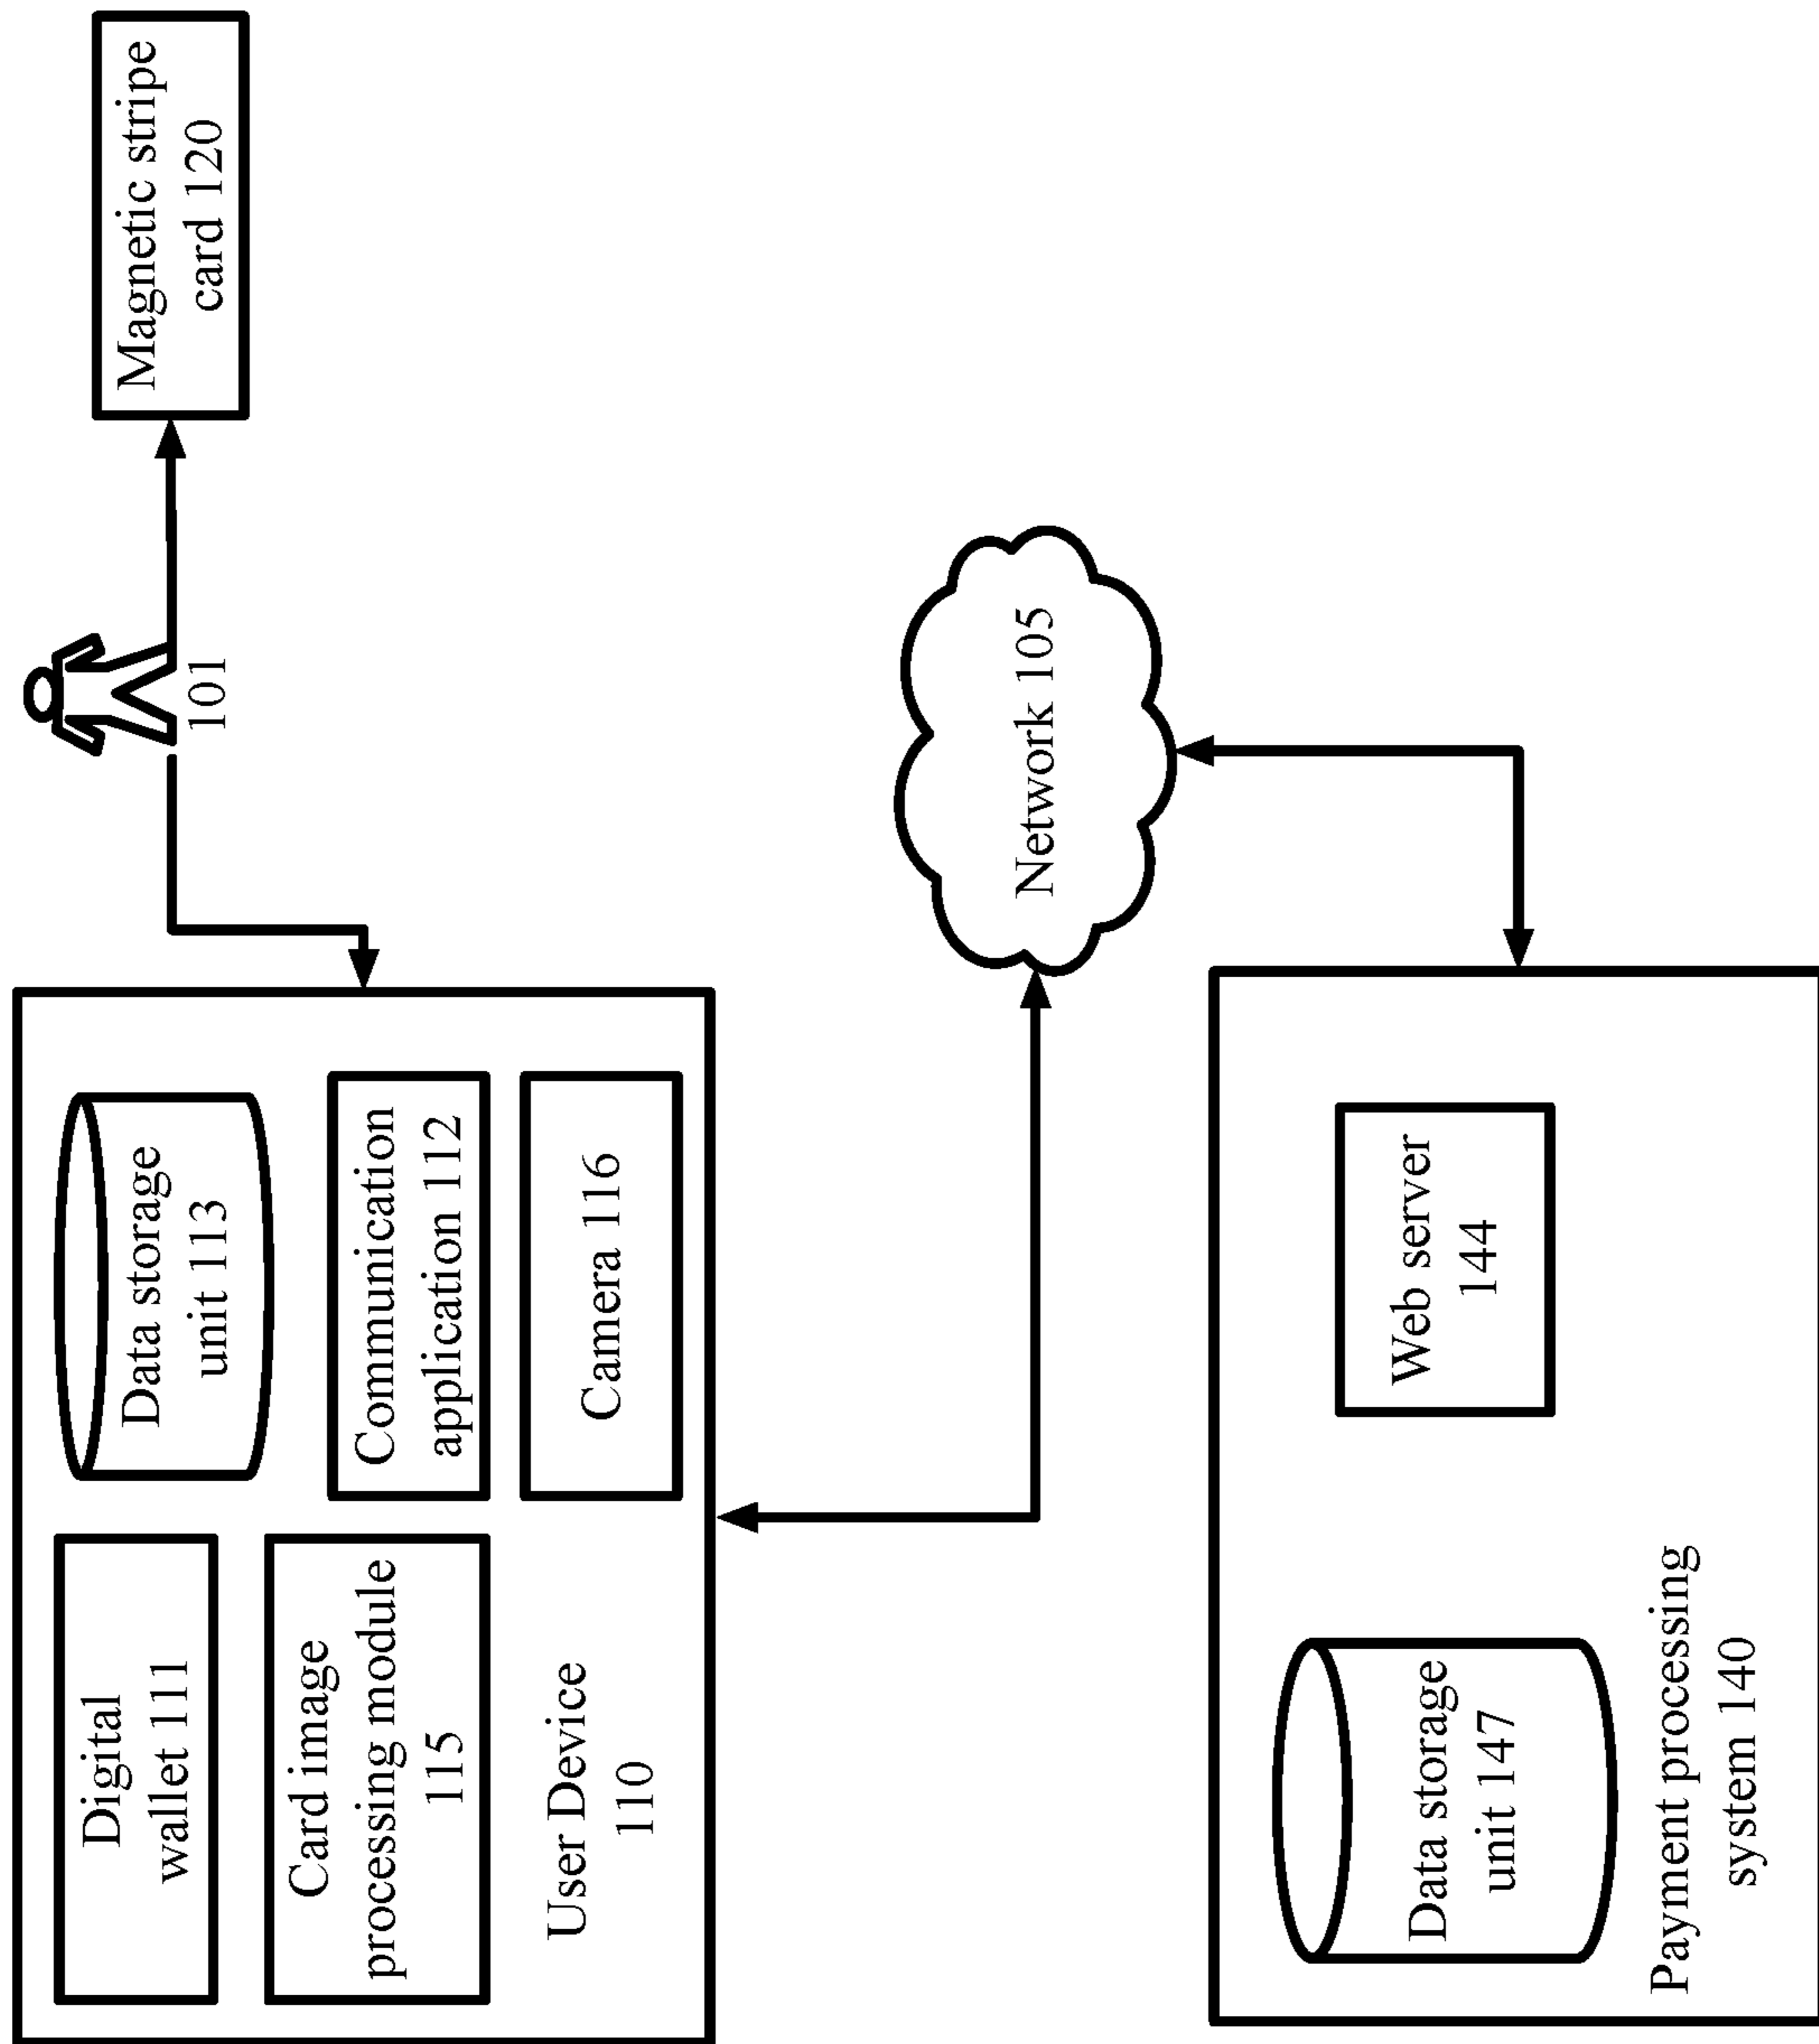 Digital
wallet 111
Data storage
unit 113
Card image
processing module
115
Communication
application 112
Camera 116
User Device
110
101
Magnetic stripe
card 120
Network 105
Data storage
unit 147
Web server
144
Payment processing
system 140